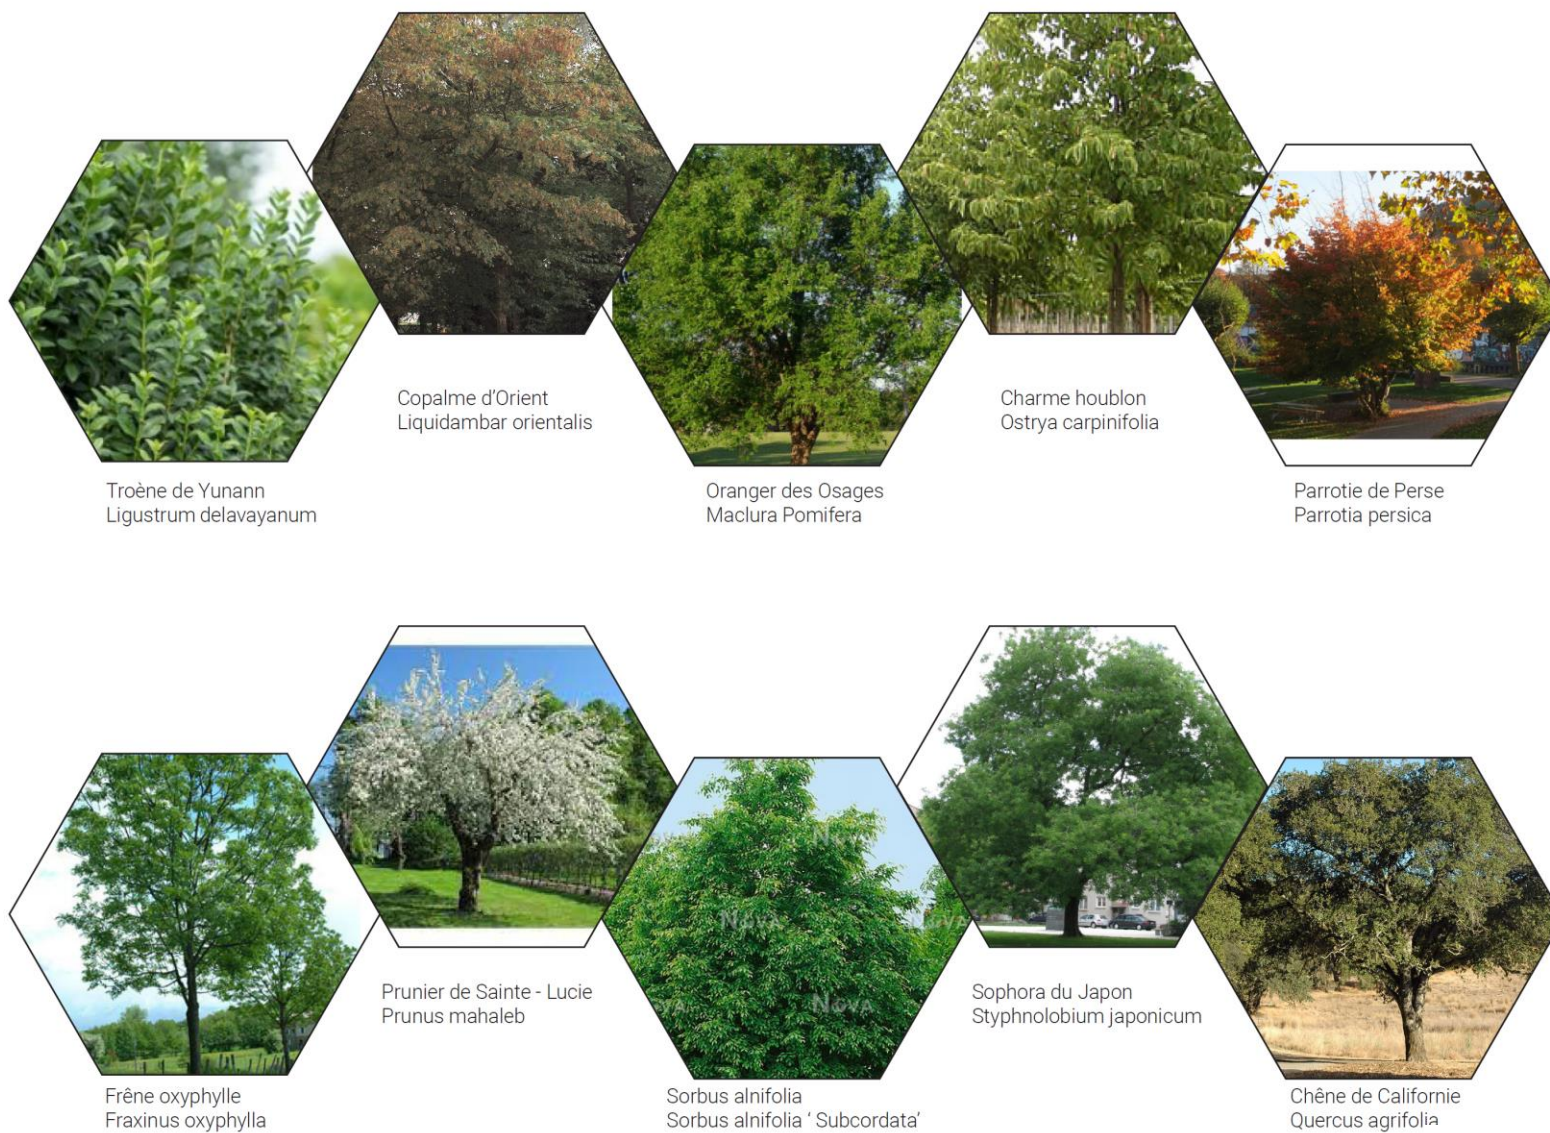 Copalme d'Orient
Liquidambar orientalis
Charme houblon
Ostrya carpinifolia
Troène de Yunann
Ligustrum delavayanum
Oranger des Osages
Maclura Pomifera
Parrotie de Perse
Parrotia persica
Nova
Nova
Prunier de Sainte - Lucie
Prunus mahaleb
Sophora du Japon
Styphnolobium japonicum
Frêne oxyphylle
Fraxinus oxyphylla
Sorbus alnifolia
Sorbus alnifolia ‘ Subcordata’
Chêne de Californie
Quercus agrifolia